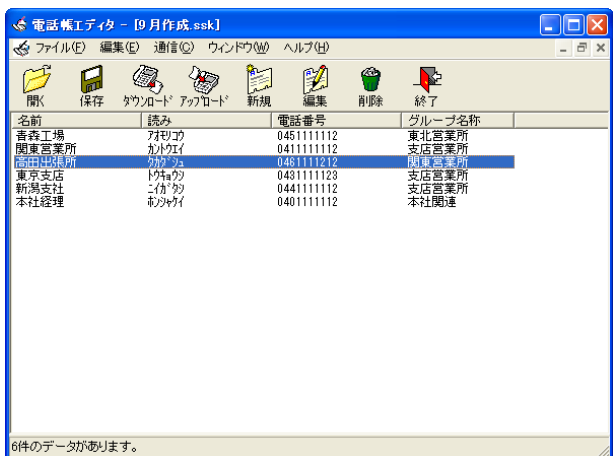 電話帳エディタ - [9月作成.ssk]
ファイル(F) 編集(E) 通信(C) ウィンドウ(W) ヘルプ(H)
開く 保存 ﾀﾞｳﾝﾛｰﾄﾞ ｱｯﾌﾟﾛｰﾄﾞ 新規 編集 削除 終了
名前 読み 電話番号 グループ名称
青森工場 ｱｵﾓﾘｺｳ 0451111112 東北営業所
関東営業所 ｶﾝﾄｳｴｲ 0411111111 支店営業所
高田出張所 0461111212 関東営業所
東京支店 ﾄｳｷｮｳｼ 0431111123 支店営業所
新潟支社 ﾆｲｶﾞﾀｼ 0441111112 支店営業所
本社経理 ﾎﾝｼｬｹｲ 0401111112 本社関連
6件のデータがあります。